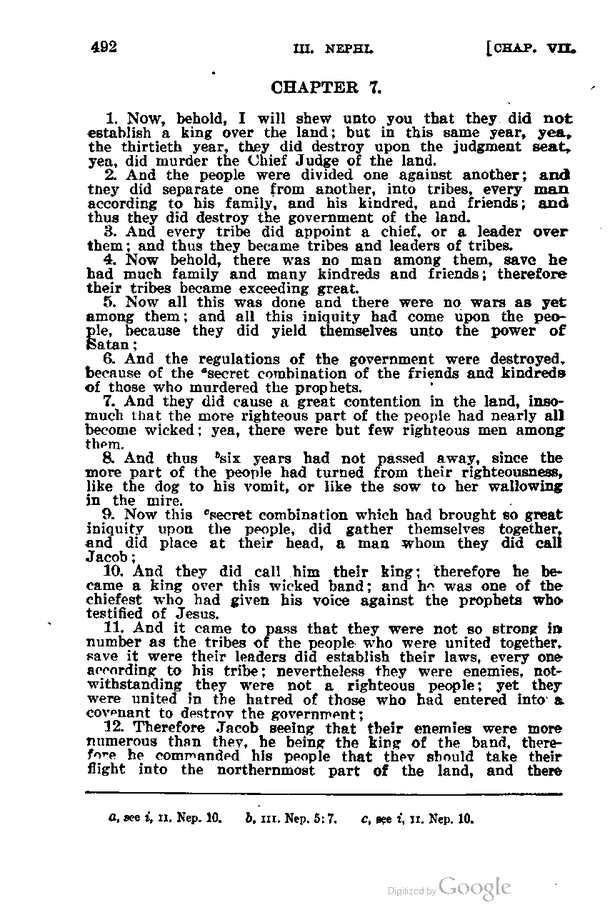 492 III. NEPHI. [CHAP. VII.
CHAPTER 7.
1. Now, behold, I will shew unto you that they did not
establish a king over the land; but in this same year, yea,
the thirtieth year, they did destroy upon the judgment seat,
yea, did murder the Chief Judge of the land.
2. And the people were divided one against another; and
they did separate one from another, into tribes, every man
according to his family, and his kindred, and friends; and
thus they did destroy the government of the land.
3. And every tribe did appoint a chief, or a leader over
them; and thus they became tribes and leaders of tribes.
4. Now behold, there was no man among them, save he
had much family and many kindreds and friends; therefore
their tribes became exceeding great.
5. Now all this was done and there were no wars as yet
among them; and all this iniquity had come upon the peo-
ple, because they did yield themselves unto the power of
Satan;
6. And the regulations of the government were destroyed,
because of the ᵃsecret combination of the friends and kindreds
of those who murdered the prophets.
7. And they did cause a great contention in the land, inso-
much that the more righteous part of the people had nearly all
become wicked; yea, there were but few righteous men among
them.
8. And thus ᵇsix years had not passed away, since the
more part of the people had turned from their righteousness,
like the dog to his vomit, or like the sow to her wallowing
in the mire.
9. Now this ᶜsecret combination which had brought so great
iniquity upon the people, did gather themselves together,
and did place at their head, a man whom they did call
Jacob;
10. And they did call him their king; therefore he be-
came a king over this wicked band; and he was one of the
chiefest who had given his voice against the prophets who
testified of Jesus.
11. And it came to pass that they were not so strong in
number as the tribes of the people who were united together,
save it were their leaders did establish their laws, every one
according to his tribe; nevertheless they were enemies, not-
withstanding they were not a righteous people; yet they
were united in the hatred of those who had entered into a
covenant to destroy the government;
12. Therefore Jacob seeing that their enemies were more
numerous than they, he being the king of the band, there-
fore he commanded his people that they should take their
flight into the northernmost part of the land, and there
a, see i, II. Nep. 10. b, III. Nep. 5:7. c, see i, II. Nep. 10.
Digitized by Google